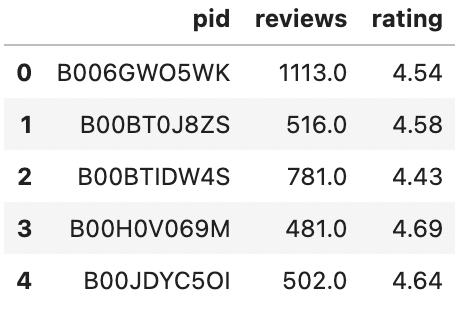 pid reviews rating
0 B006GWO5WK 1113.0 4.54
1 B00BT0J8ZS 516.0 4.58
2 B00BTIDW4S 781.0 4.43
3 B00H0V069M 481.0 4.69
4 B00JDYC5OI 502.0 4.64